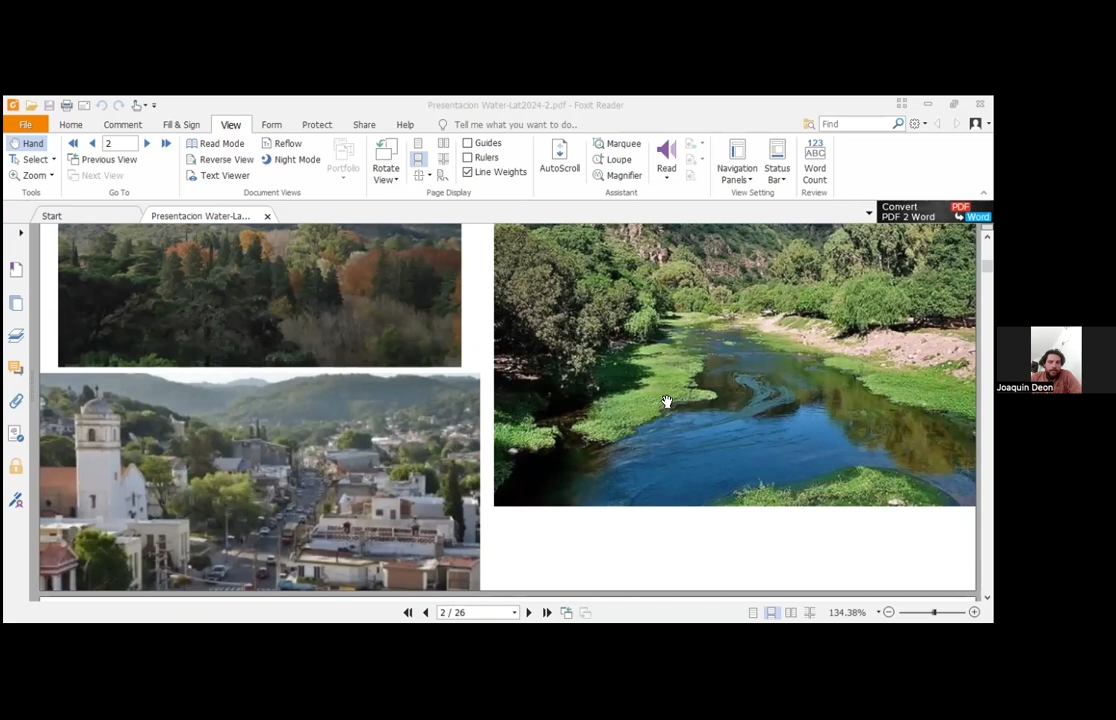 Presentacion Water-Lat2024-2.pdf - Foxit Reader
File Home Comment Fill & Sign View Form Protect Share Help Tell me what you want to do.. Find
Hand
Select
Zoom
Tools
2
Previous View
Next View
Go To
Read Mode
Reverse View
Text Viewer
Reflow
Night Mode
Portfolio
Document Views
Rotate
View
Page Display
Guides
Rulers
Line Weights
AutoScroll
Marquee
Loupe
Magnifier
Assistant
Read
Navigation
Panels
Status
Bar
View Setting
123
ABC
Word
Count
Review
Start
Presentacion Water-La...
Convert
PDF 2 Word
PDF
Word
Joaquin Deon
2 / 26
134.38%